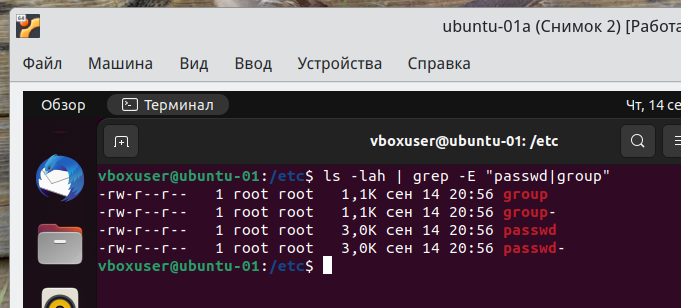 ubuntu-01a (Снимок 2) [Работа
Файл Машина Вид Ввод Устройства Справка
Обзор Терминал Чт, 14 се
vboxuser@ubuntu-01: /etc
vboxuser@ubuntu-01:/etc$ ls -lah | grep -E "passwd|group"
-rw-r--r-- 1 root root 1,1K сен 14 20:56 group
-rw-r--r-- 1 root root 1,1K сен 14 20:56 group-
-rw-r--r-- 1 root root 3,0K сен 14 20:56 passwd
-rw-r--r-- 1 root root 3,0K сен 14 20:56 passwd-
vboxuser@ubuntu-01:/etc$